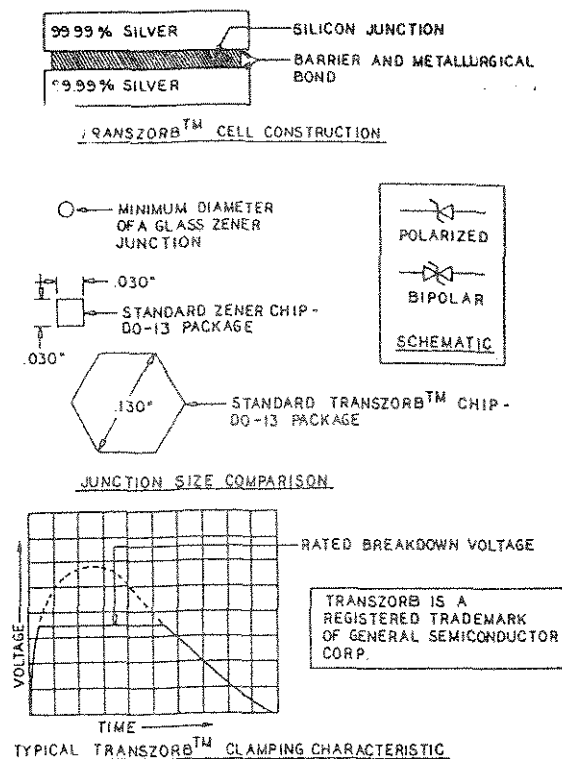 99.99% SILVER
SILICON JUNCTION
BARRIER AND METALLURGICAL
BOND
99.99% SILVER
TRANSZORB™ CELL CONSTRUCTION
MINIMUM DIAMETER
OF A GLASS ZENER
JUNCTION
.030"
STANDARD ZENER CHIP -
DO-13 PACKAGE
.030"
.130"
STANDARD TRANSZORB™ CHIP -
DO-13 PACKAGE
JUNCTION SIZE COMPARISON
POLARIZED
BIPOLAR
SCHEMATIC
RATED BREAKDOWN VOLTAGE
VOLTAGE
TIME
TRANSZORB IS A
REGISTERED TRADEMARK
OF GENERAL SEMICONDUCTOR
CORP.
TYPICAL TRANSZORB™ CLAMPING CHARACTERISTIC